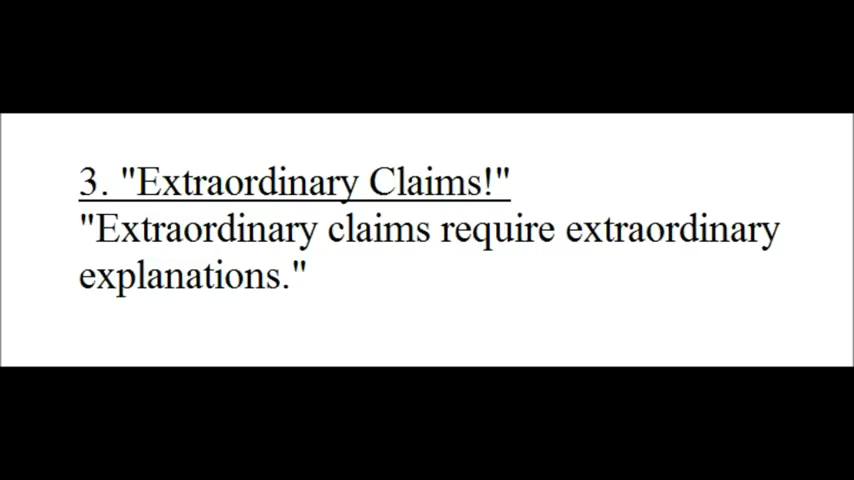 3. "Extraordinary Claims!"
"Extraordinary claims require extraordinary
explanations."